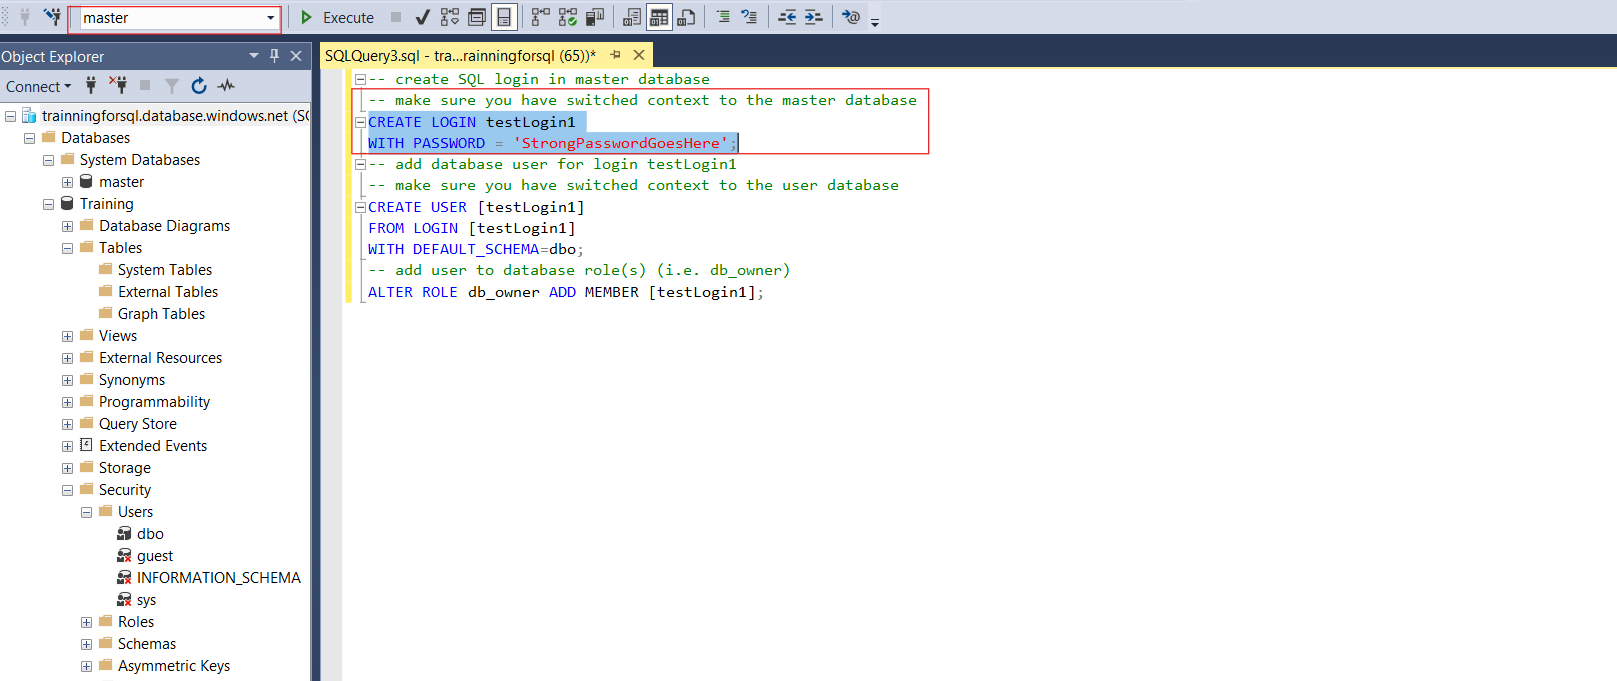 master
Execute
Object Explorer
SQLQuery3.sql - tra...rainningforsql (65))*
Connect
trainningforsql.database.windows.net (SC
Databases
System Databases
master
Training
Database Diagrams
Tables
System Tables
External Tables
Graph Tables
Views
External Resources
Synonyms
Programmability
Query Store
Extended Events
Storage
Security
Users
dbo
guest
INFORMATION_SCHEMA
sys
Roles
Schemas
Asymmetric Keys
-- create SQL login in master database
-- make sure you have switched context to the master database
CREATE LOGIN testLogin1
WITH PASSWORD = 'StrongPasswordGoesHere';
-- add database user for login testLogin1
-- make sure you have switched context to the user database
CREATE USER [testLogin1]
FROM LOGIN [testLogin1]
WITH DEFAULT_SCHEMA=dbo;
-- add user to database role(s) (i.e. db_owner)
ALTER ROLE db_owner ADD MEMBER [testLogin1];